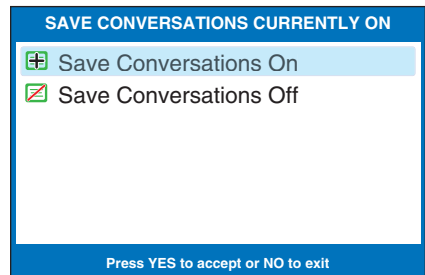 SAVE CONVERSATIONS CURRENTLY ON
Save Conversations On
Save Conversations Off
Press YES to accept or NO to exit